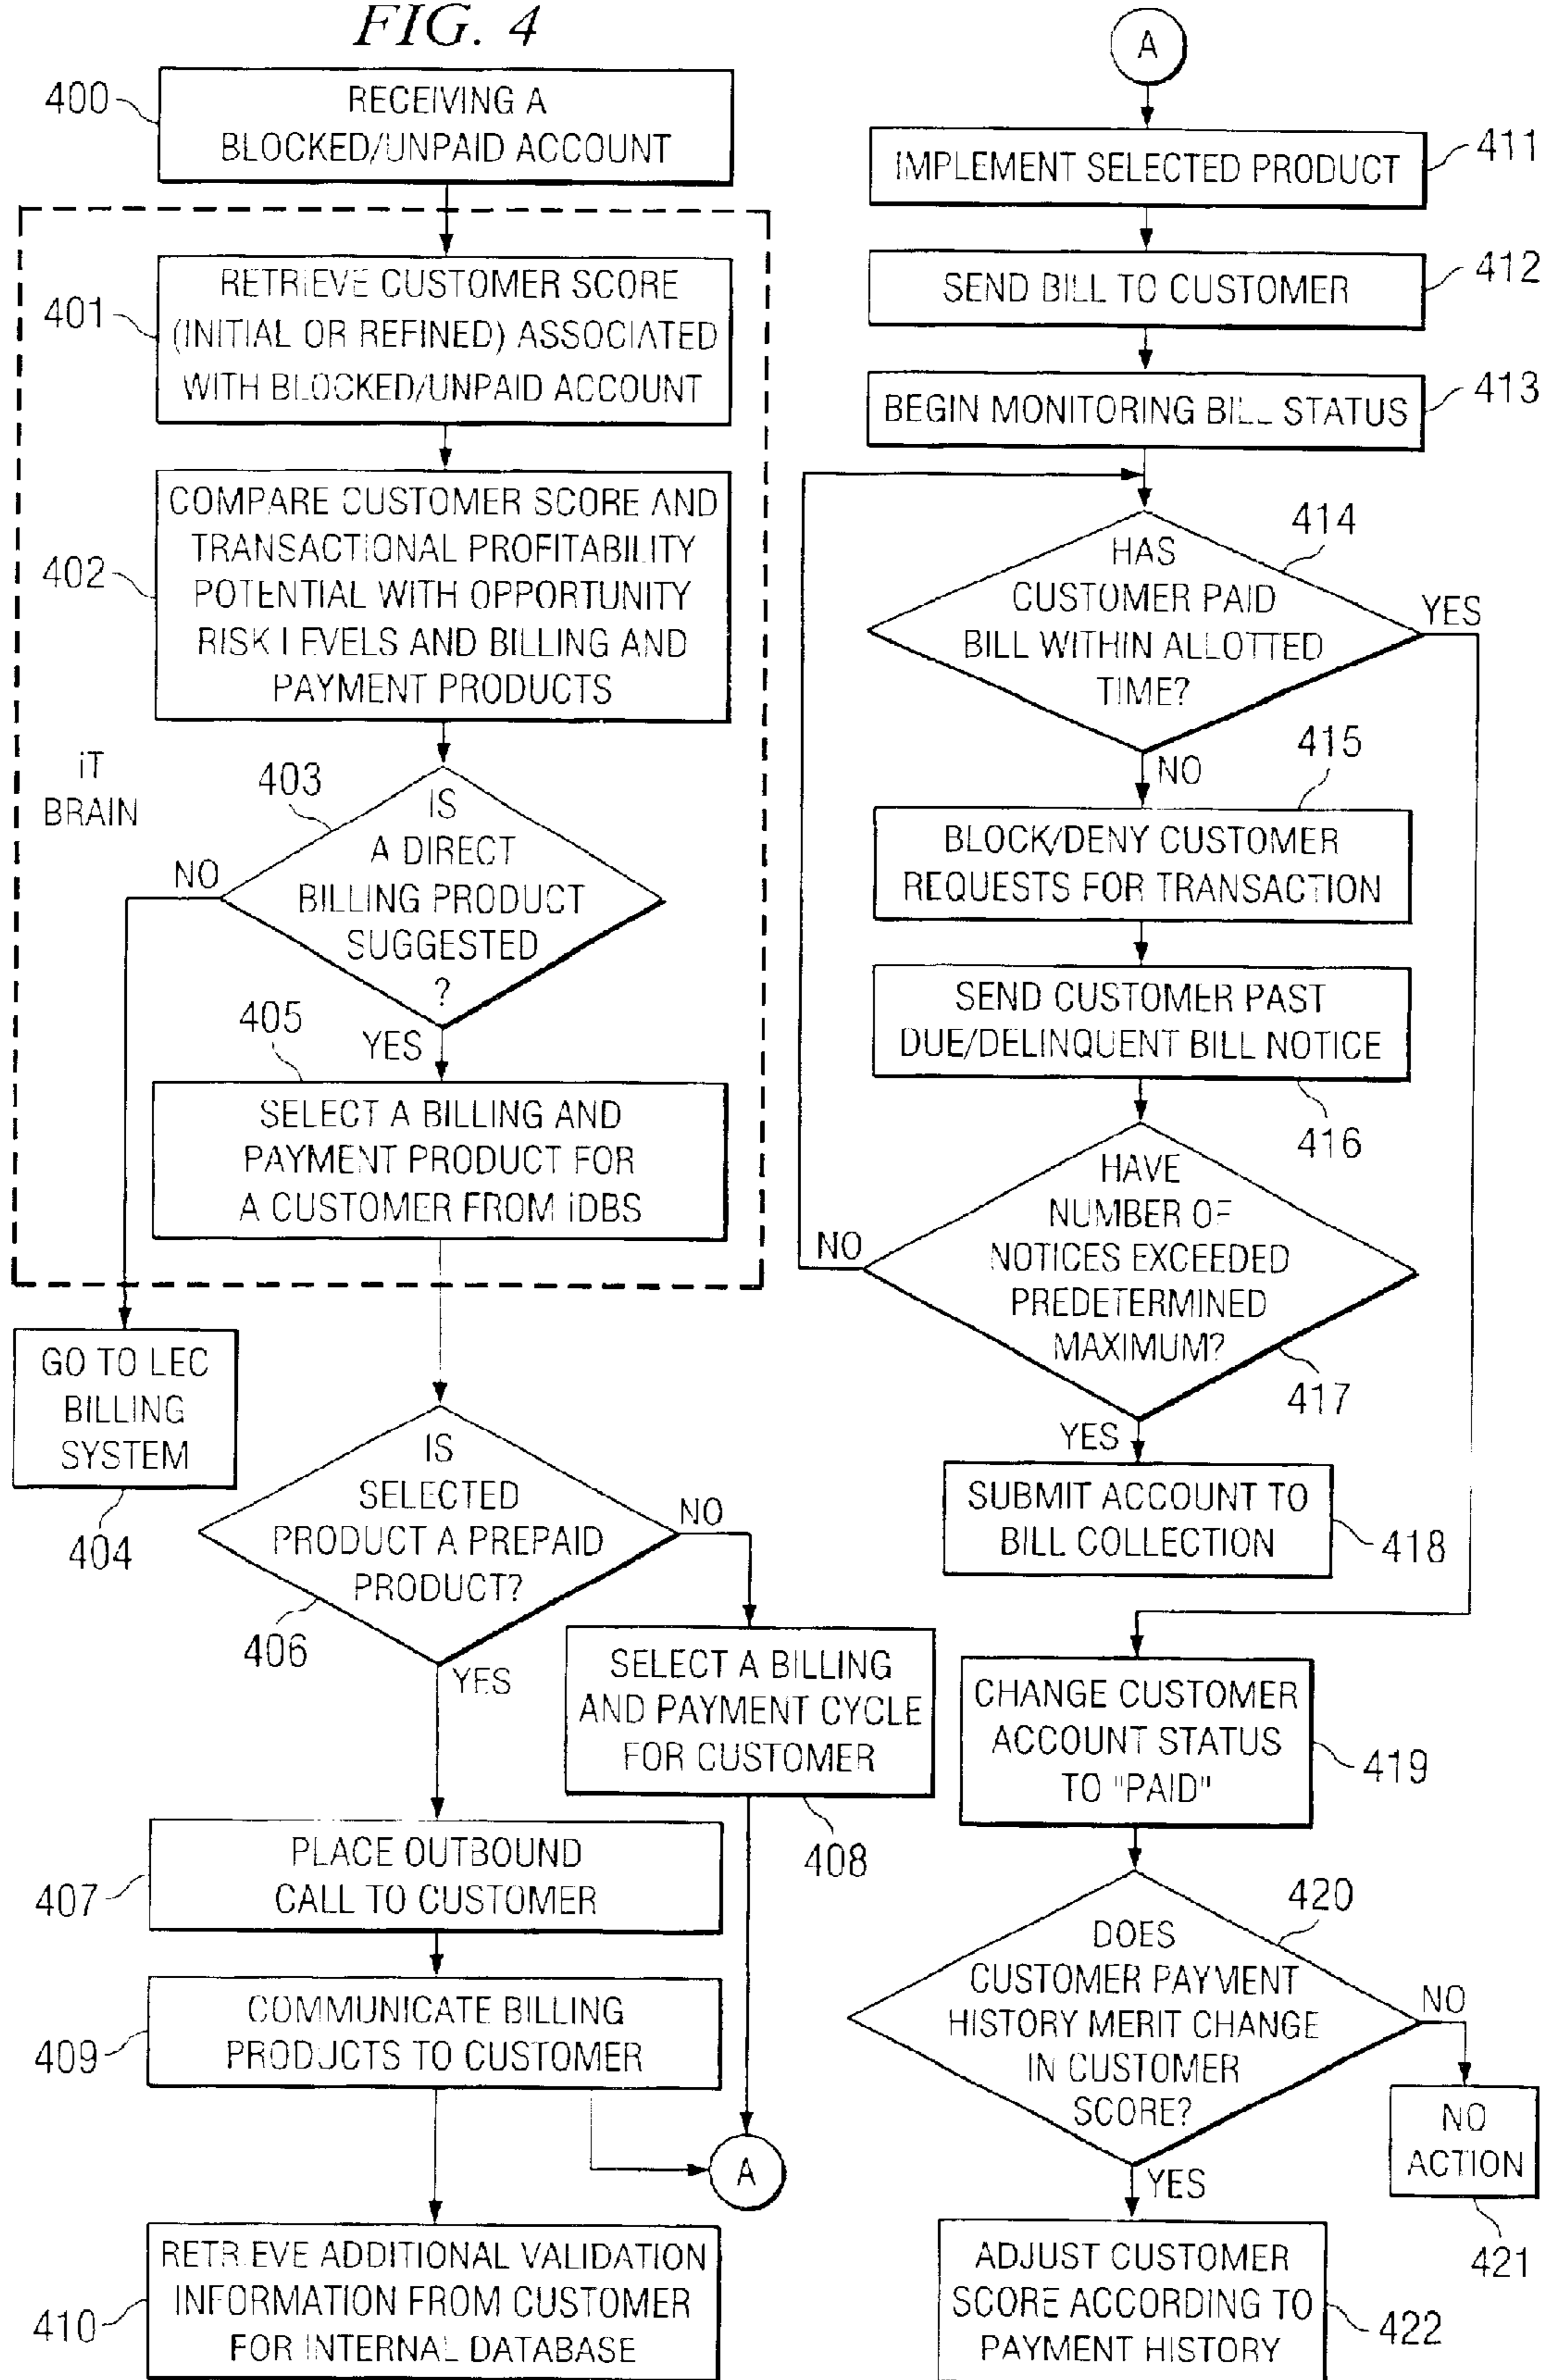 FIG. 4
400
RECEIVING A
BLOCKED/UNPAID ACCOUNT
401
RETRIEVE CUSTOMER SCORE
(INITIAL OR REFINED) ASSOCIATED
WITH BLOCKED/UNPAID ACCOUNT
402
COMPARE CUSTOMER SCORE AND
TRANSACTIONAL PROFITABILITY
POTENTIAL WITH OPPORTUNITY
RISK LEVELS AND BILLING AND
PAYMENT PRODUCTS
iT
BRAIN
403
IS
A DIRECT
BILLING PRODUCT
SUGGESTED
?
NO
YES
405
SELECT A BILLING AND
PAYMENT PRODUCT FOR
A CUSTOMER FROM iDBS
GO TO LEC
BILLING
SYSTEM
404
IS
SELECTED
PRODUCT A PREPAID
PRODUCT?
406
NO
YES
SELECT A BILLING
AND PAYMENT CYCLE
FOR CUSTOMER
408
407
PLACE OUTBOUND
CALL TO CUSTOMER
409
COMMUNICATE BILLING
PRODUCTS TO CUSTOMER
A
410
RETRIEVE ADDITIONAL VALIDATION
INFORMATION FROM CUSTOMER
FOR INTERNAL DATABASE
A
IMPLEMENT SELECTED PRODUCT
411
SEND BILL TO CUSTOMER
412
BEGIN MONITORING BILL STATUS
413
414
HAS
CUSTOMER PAID
BILL WITHIN ALLOTTED
TIME?
YES
NO
415
BLOCK/DENY CUSTOMER
REQUESTS FOR TRANSACTION
SEND CUSTOMER PAST
DUE/DELINQUENT BILL NOTICE
416
HAVE
NUMBER OF
NOTICES EXCEEDED
PREDETERMINED
MAXIMUM?
NO
417
YES
SUBMIT ACCOUNT TO
BILL COLLECTION
418
CHANGE CUSTOMER
ACCOUNT STATUS
TO "PAID"
419
420
DOES
CUSTOMER PAYMENT
HISTORY MERIT CHANGE
IN CUSTOMER
SCORE?
NO
YES
NO
ACTION
421
ADJUST CUSTOMER
SCORE ACCORDING TO
PAYMENT HISTORY
422